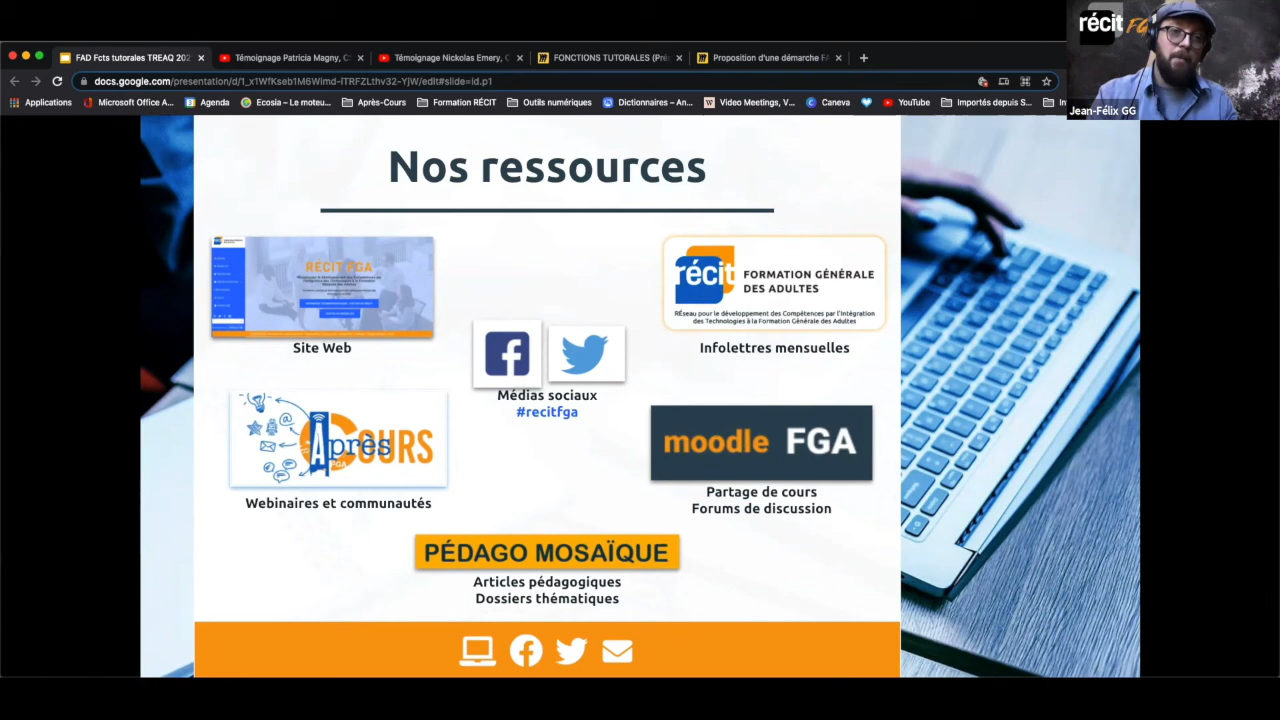 récit FG
Jean-Félix GG
FAD Fcts tutorales TREAQ 202
Témoignage Patricia Magny, C
Témoignage Nickolas Emery, C
FONCTIONS TUTORALES (Pré
Proposition d'une démarche FA
docs.google.com/presentation/d/1_x1WfKseb1M6Wimd-iTRFZLthv32-YjW/edit#slide=id.p1
Applications
Microsoft Office A...
Agenda
Ecosia – Le moteu...
Après-Cours
Formation RÉCIT
Outils numériques
Dictionnaires – An...
Video Meetings, V...
Caneva
YouTube
Importés depuis S...
Nos ressources
RÉCIT FGA
Site Web
récit
FORMATION GÉNÉRALE
DES ADULTES
RÉseau pour le développement des Compétences par l'Intégration
des Technologies à la Formation Générale des Adultes
Infolettres mensuelles
Médias sociaux
#recitfga
Après COURS
FGA
Webinaires et communautés
moodle FGA
Partage de cours
Forums de discussion
PÉDAGO MOSAÏQUE
Articles pédagogiques
Dossiers thématiques